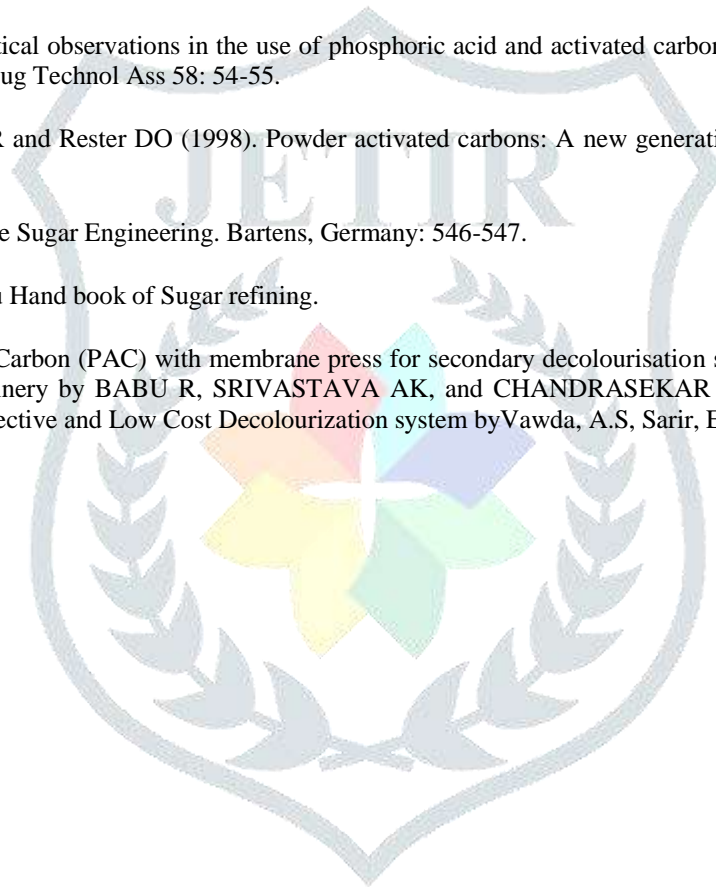 tical observations in the use of phosphoric acid and activated carbon
ug Technol Ass 58: 54-55.
R and Rester DO (1998). Powder activated carbons: A new generati
JETIR
e Sugar Engineering. Bartens, Germany: 546-547.
Hand book of Sugar refining.
Carbon (PAC) with membrane press for secondary decolourisation s
inery by BABU R, SRIVASTAVA AK, and CHANDRASEKAR
ective and Low Cost Decolourization system byVawda, A.S, Sarir, E